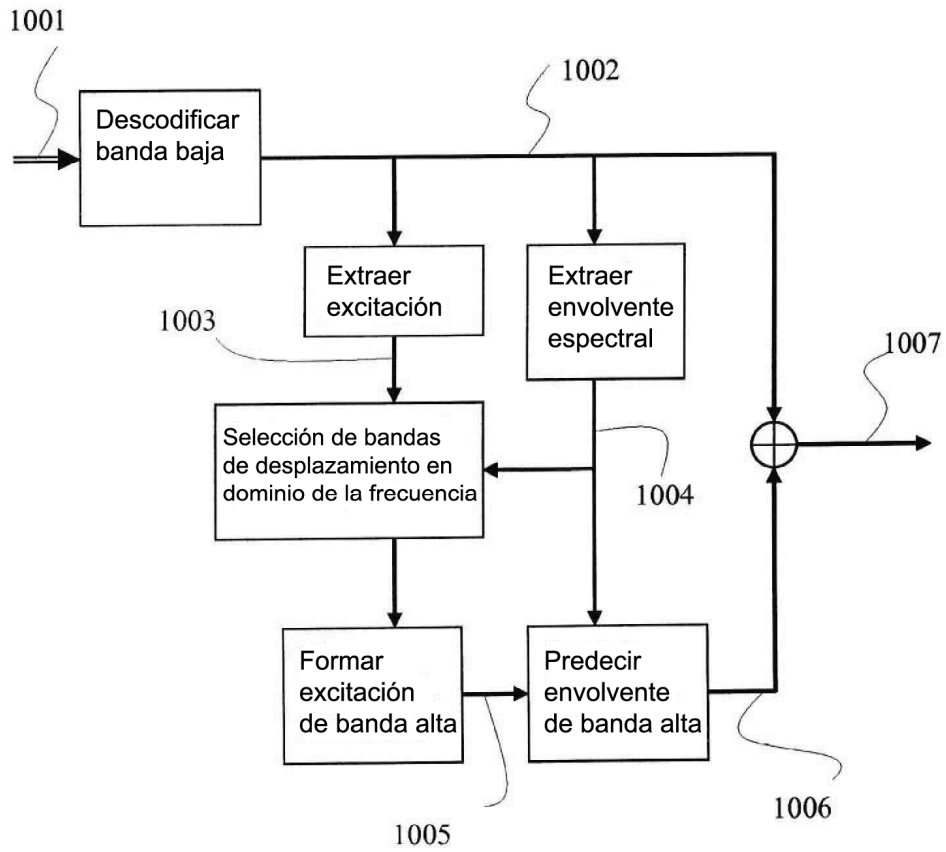 1001
1002
Descodificar
banda baja
Extraer
excitación
Extraer
envolvente
espectral
1003
1007
Selección de bandas
de desplazamiento en
dominio de la frecuencia
1004
Formar
excitación
de banda alta
Predecir
envolvente
de banda alta
1005
1006